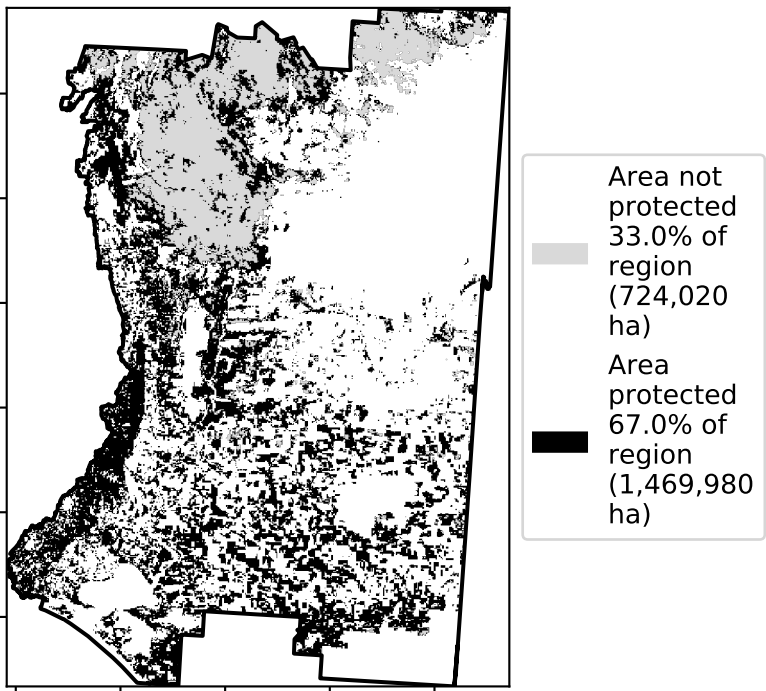 Area not
protected
33.0% of
region
(724,020
ha)
Area
protected
67.0% of
region
(1,469,980
ha)